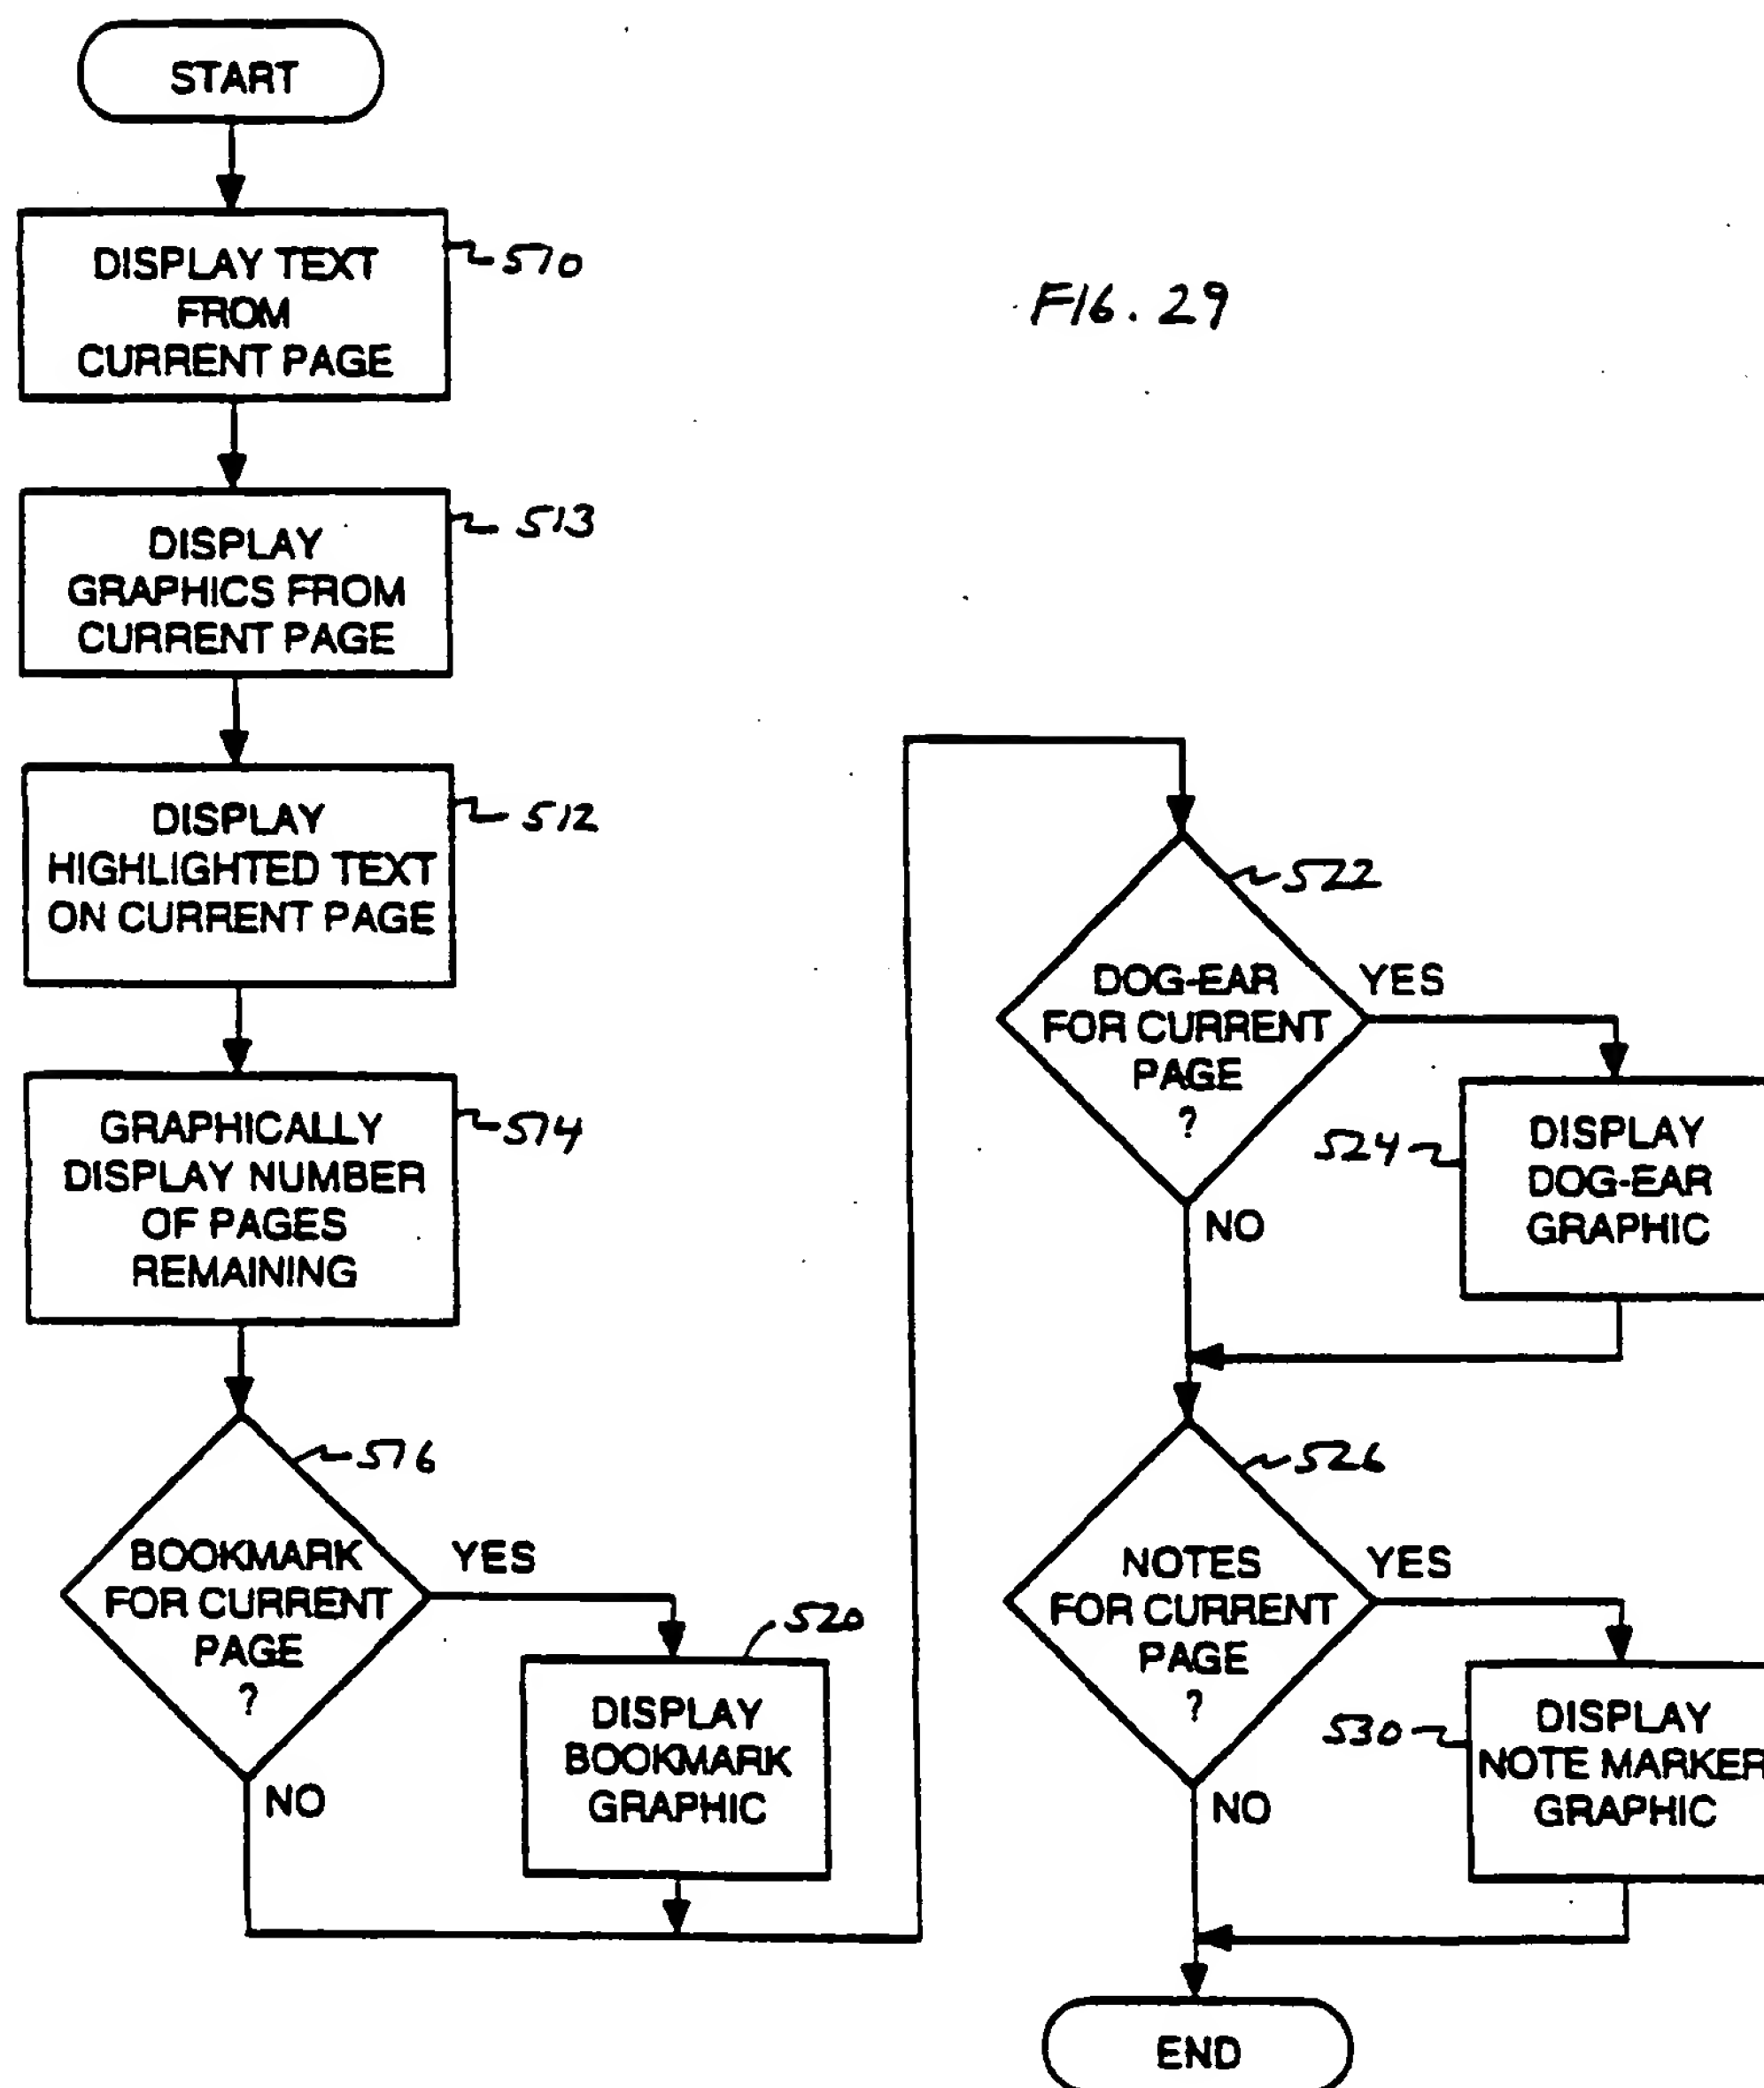 START
DISPLAY TEXT
FROM
CURRENT PAGE
510
DISPLAY
GRAPHICS FROM
CURRENT PAGE
513
DISPLAY
HIGHLIGHTED TEXT
ON CURRENT PAGE
512
GRAPHICALLY
DISPLAY NUMBER
OF PAGES
REMAINING
514
516
BOOKMARK
FOR CURRENT
PAGE
?
YES
NO
520
DISPLAY
BOOKMARK
GRAPHIC
FIG. 29
522
DOG-EAR
FOR CURRENT
PAGE
?
YES
NO
524
DISPLAY
DOG-EAR
GRAPHIC
526
NOTES
FOR CURRENT
PAGE
?
YES
NO
530
DISPLAY
NOTE MARKER
GRAPHIC
END